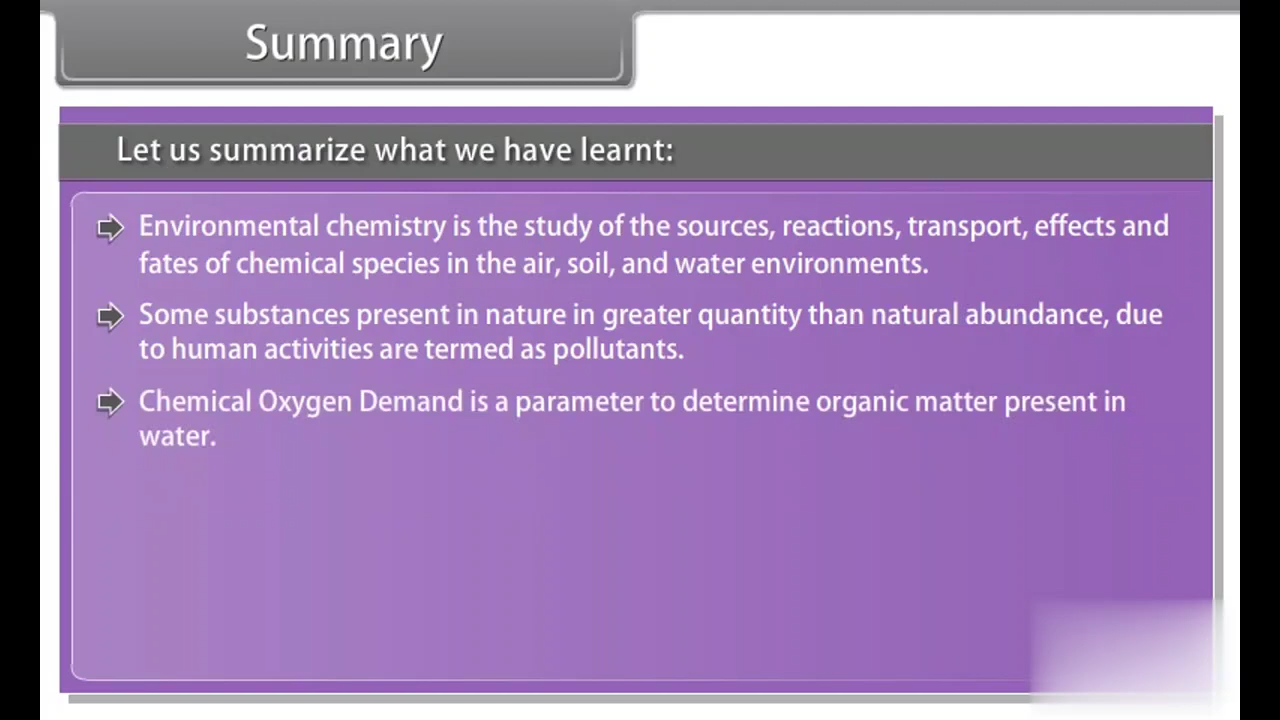 Summary
Let us summarize what we have learnt:
Environmental chemistry is the study of the sources, reactions, transport, effects and
fates of chemical species in the air, soil, and water environments.
Some substances present in nature in greater quantity than natural abundance, due
to human activities are termed as pollutants.
Chemical Oxygen Demand is a parameter to determine organic matter present in
water.